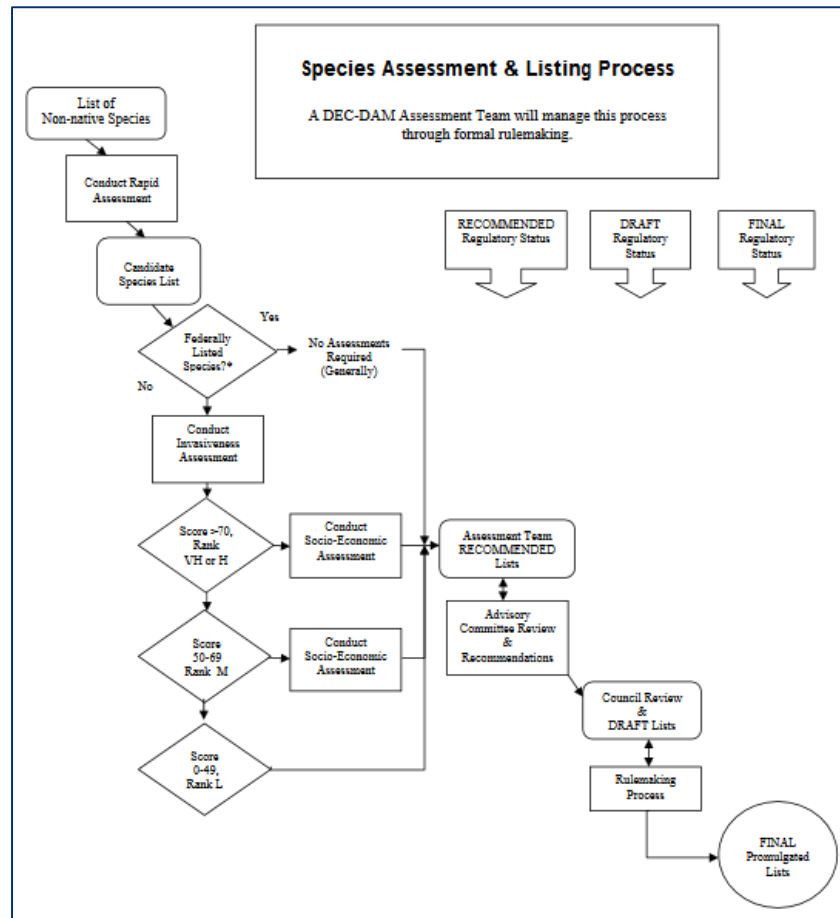 Species Assessment & Listing Process
A DEC-DAM Assessment Team will manage this process
through formal rulemaking.
List of
Non-native Species
Conduct Rapid
Assessment
Candidate
Species List
RECOMMENDED
Regulatory Status
DRAFT
Regulatory
Status
FINAL
Regulatory
Status
Federally
Listed
Species?*
Yes
No
No Assessments
Required
(Generally)
Conduct
Invasiveness
Assessment
Score >70,
Rank
VH or H
Conduct
Socio-Economic
Assessment
Assessment Team
RECOMMENDED
Lists
Advisory
Committee Review
&
Recommendations
Score
50-69
Rank M
Conduct
Socio-Economic
Assessment
Council Review
&
DRAFT Lists
Score
0-49,
Rank L
Rulemaking
Process
FINAL
Promulgated
Lists